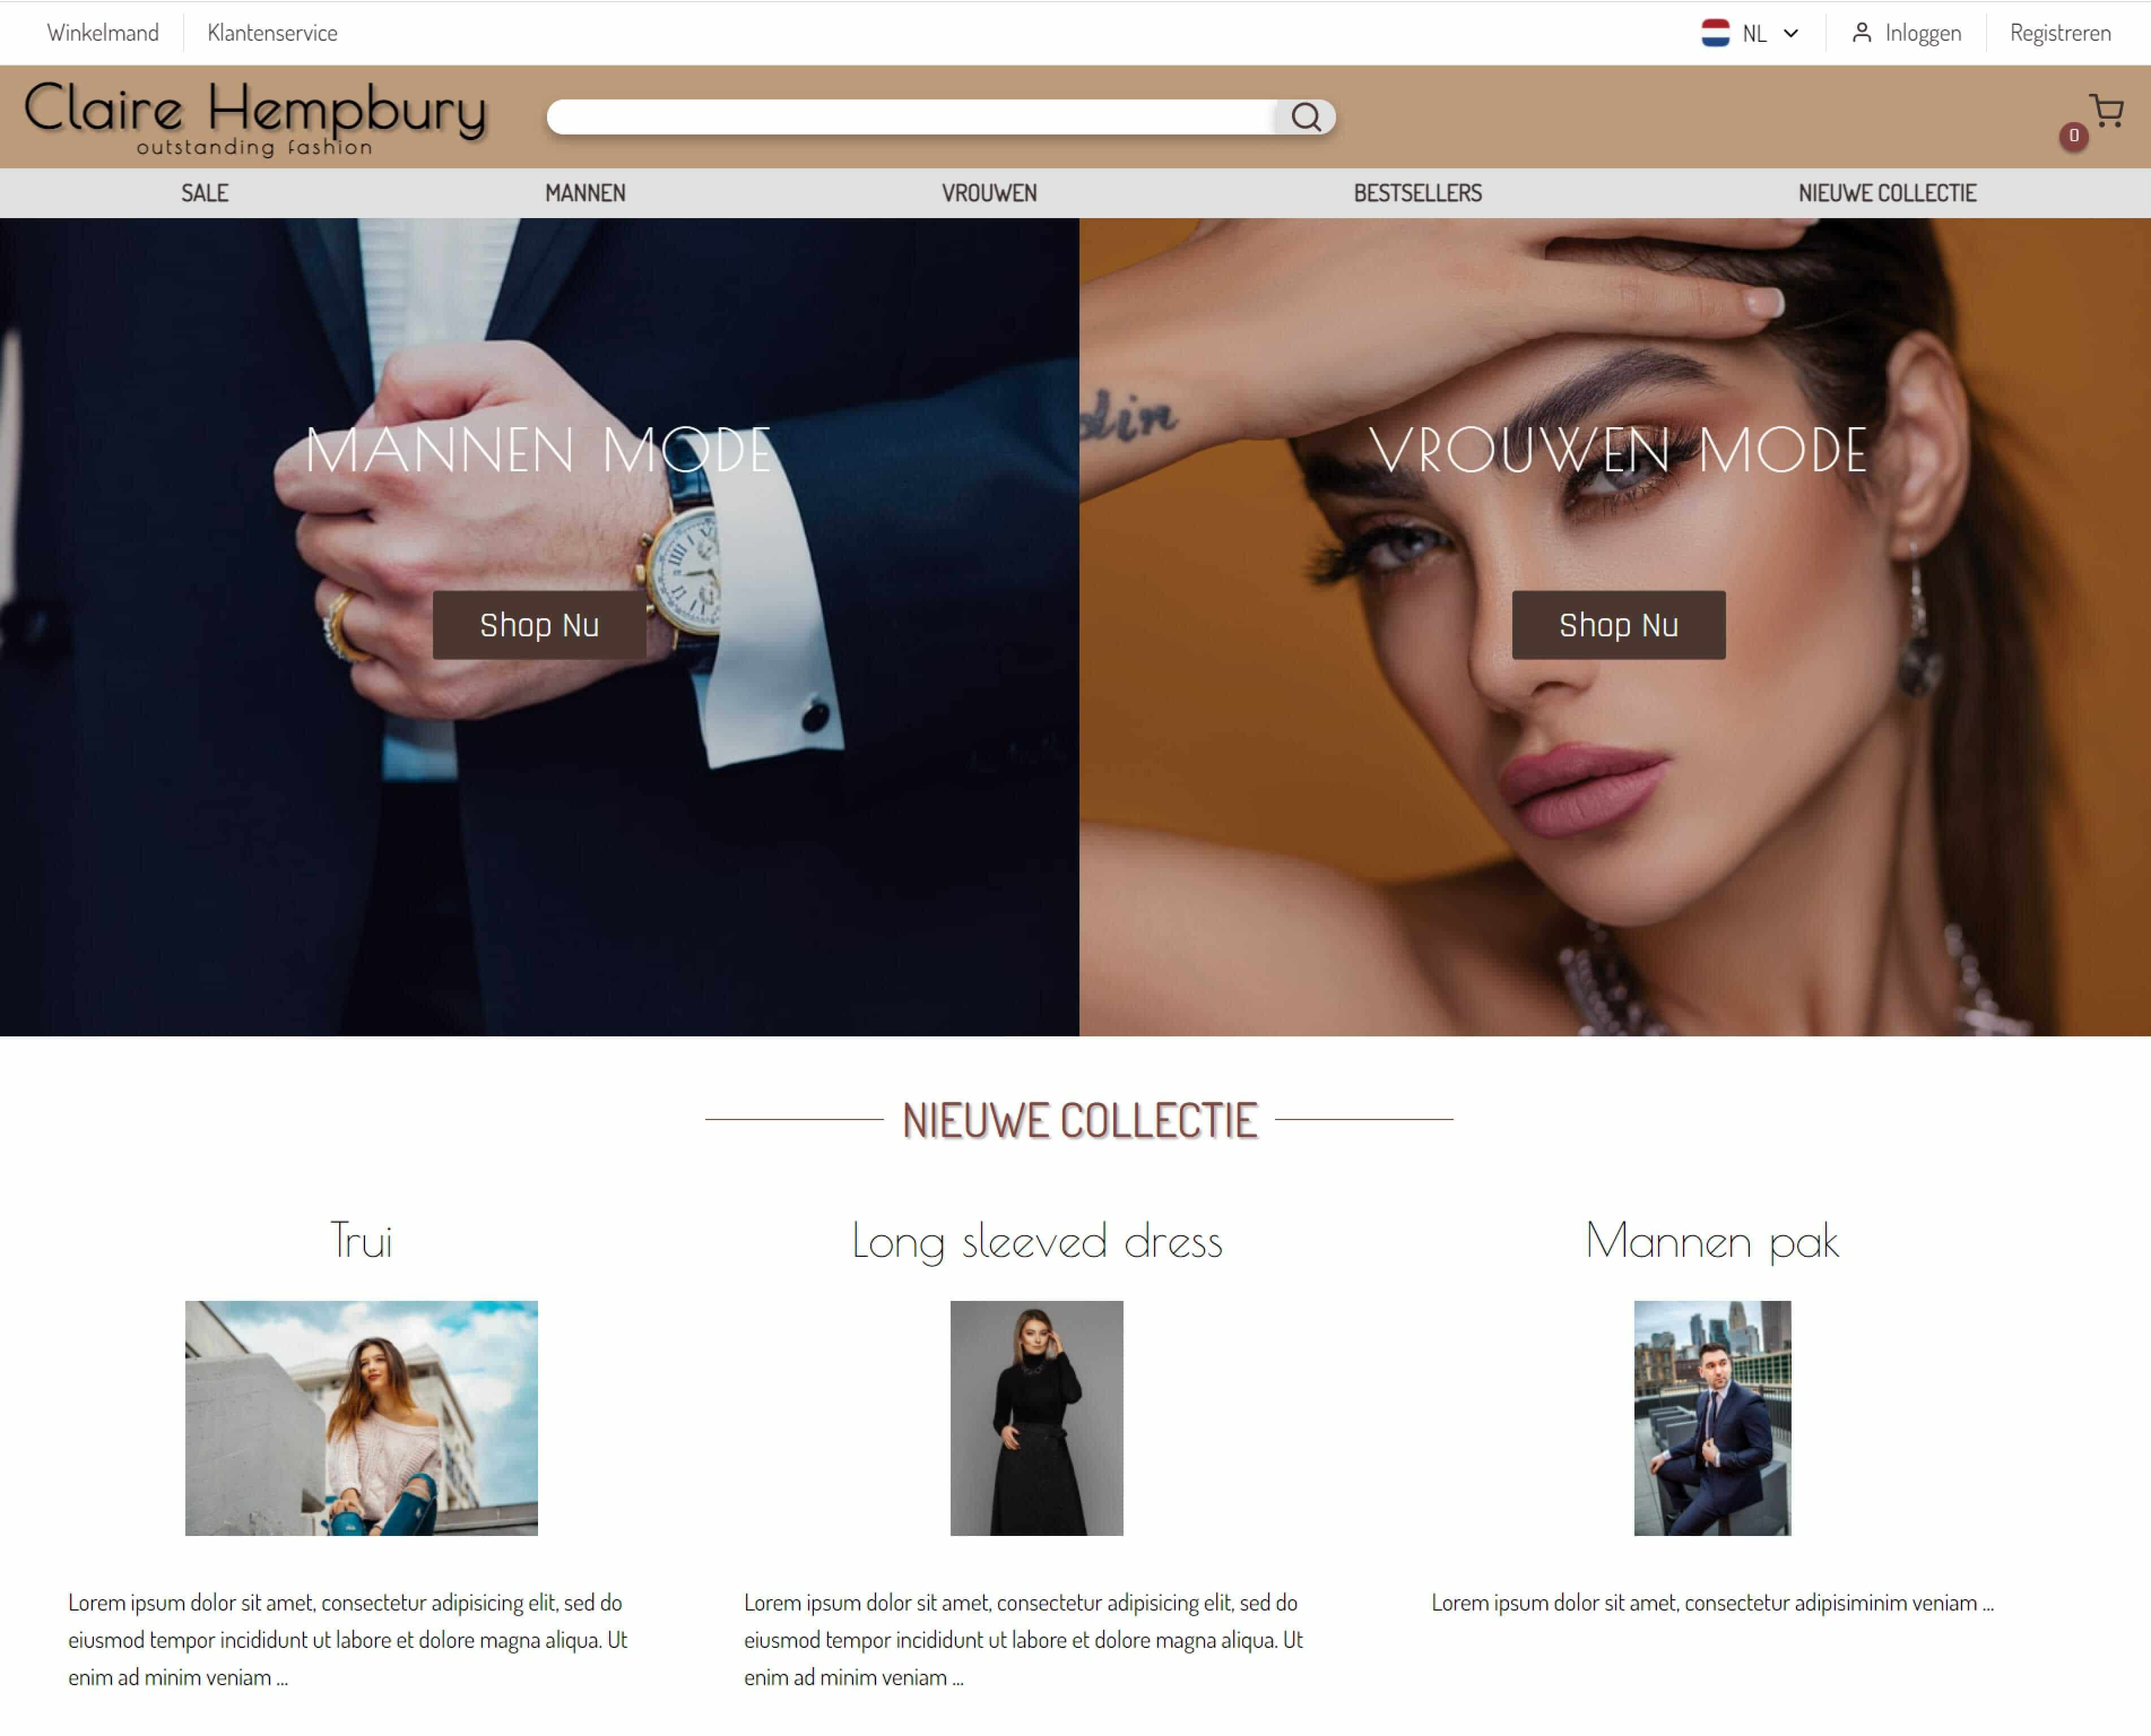 Winkelmand Klantenservice NL Inloggen Registreren
Claire Hempbury
outstanding fashion
0
SALE MANNEN VROUWEN BESTSELLERS NIEUWE COLLECTIE
MANNEN MODE
Shop Nu
din
VROUWEN MODE
Shop Nu
NIEUWE COLLECTIE
Trui
Lorem ipsum dolor sit amet, consectetur adipisicing elit, sed do
eiusmod tempor incididunt ut labore et dolore magna aliqua. Ut
enim ad minim veniam ...
Long sleeved dress
Lorem ipsum dolor sit amet, consectetur adipisicing elit, sed do
eiusmod tempor incididunt ut labore et dolore magna aliqua. Ut
enim ad minim veniam ...
Mannen pak
Lorem ipsum dolor sit amet, consectetur adipisiminim veniam ...